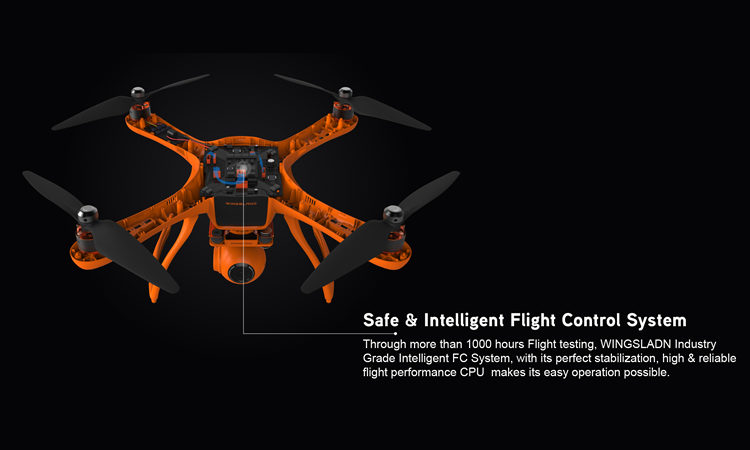 WINGSLAND
Safe & Intelligent Flight Control System
Through more than 1000 hours Flight testing, WINGSLADN Industry
Grade Intelligent FC System, with its perfect stabilization, high & reliable
flight performance CPU makes its easy operation possible.